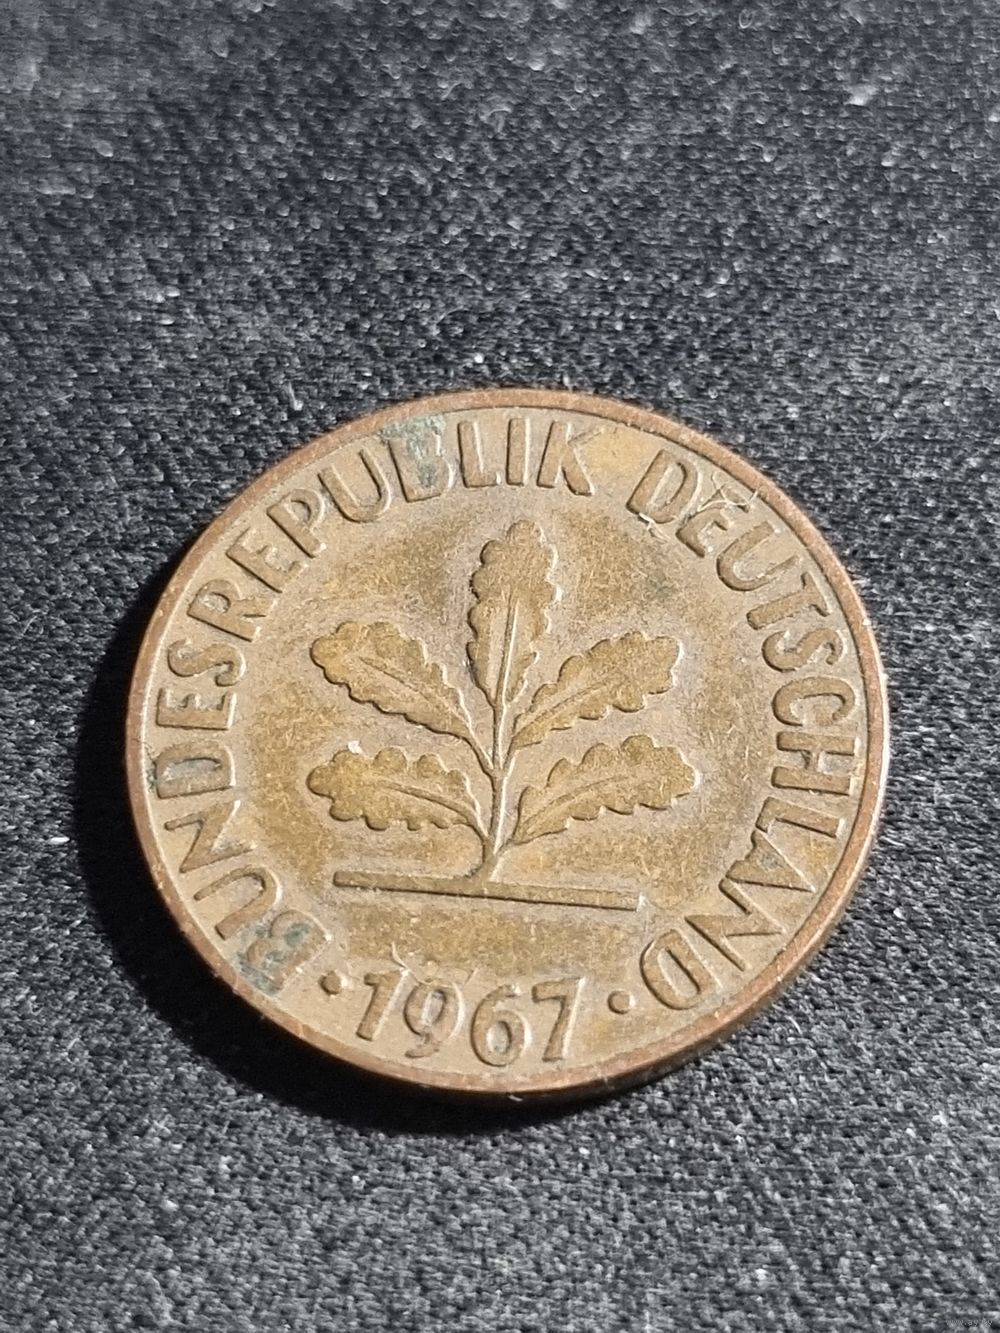 BUNDESREPUBLIK DEUTSCHLAND
· 1967 ·